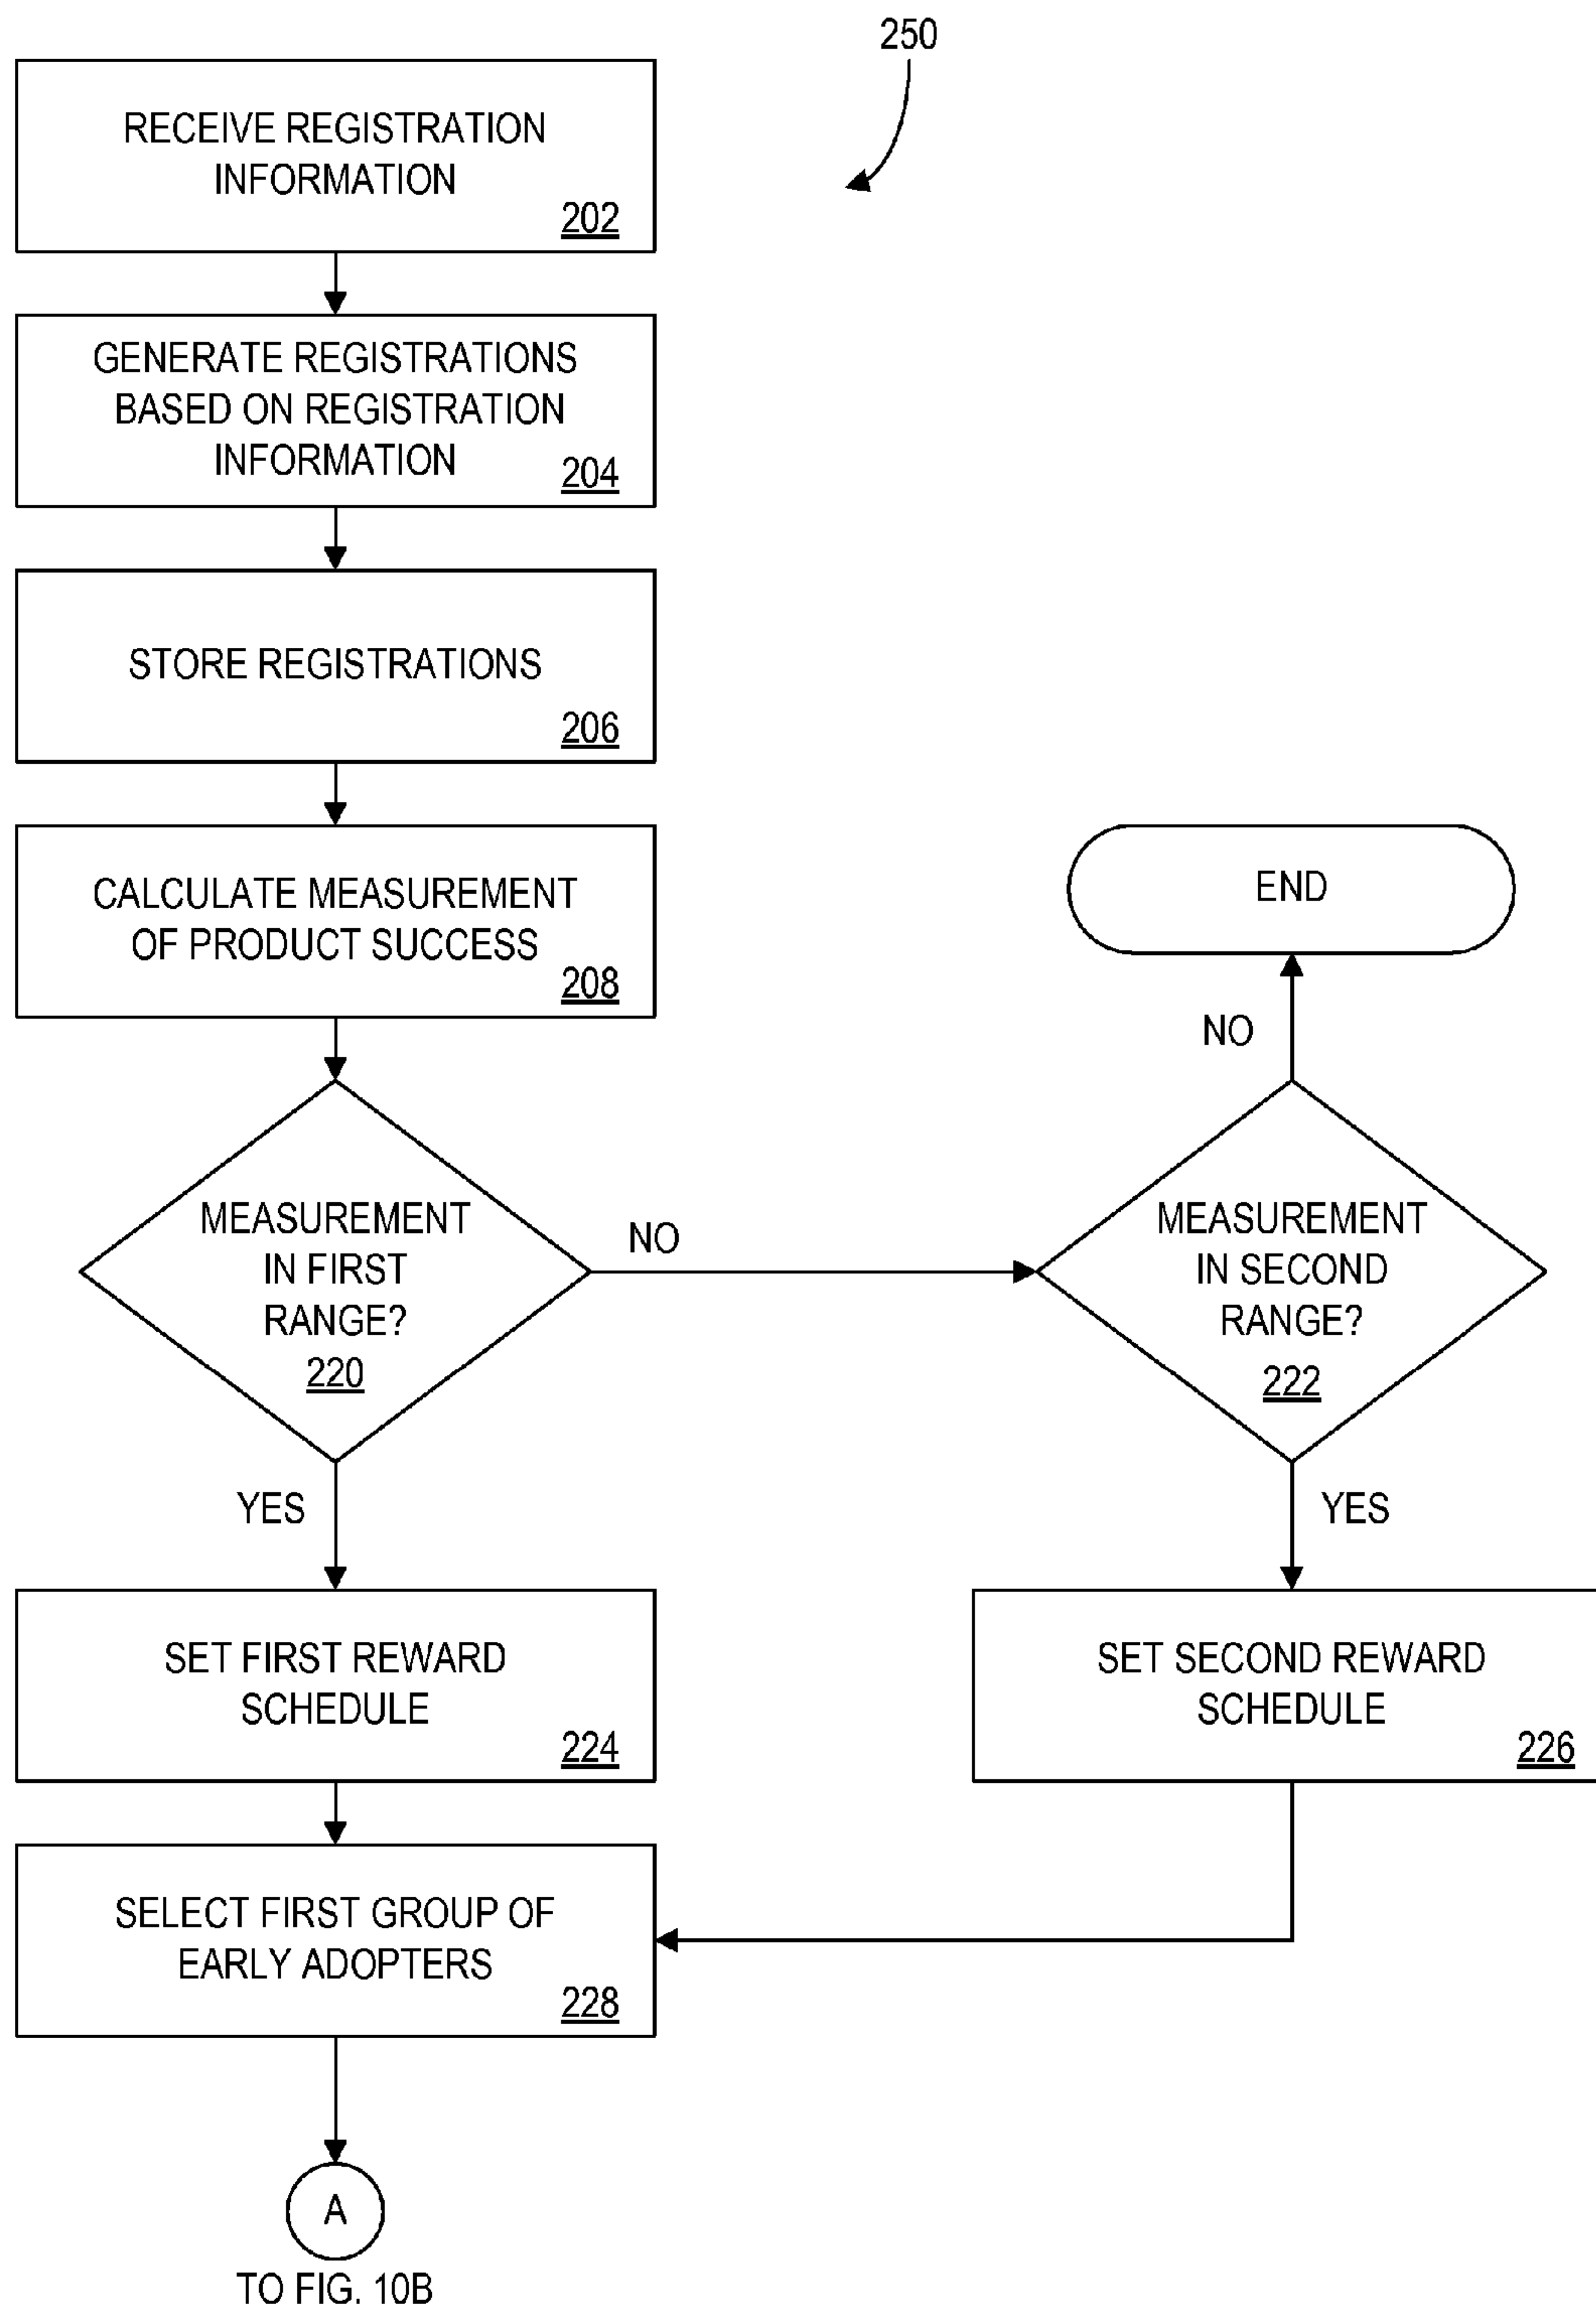 250
RECEIVE REGISTRATION
INFORMATION
202
GENERATE REGISTRATIONS
BASED ON REGISTRATION
INFORMATION
204
STORE REGISTRATIONS
206
CALCULATE MEASUREMENT
OF PRODUCT SUCCESS
208
END
NO
MEASUREMENT
IN FIRST
RANGE?
220
NO
MEASUREMENT
IN SECOND
RANGE?
222
YES
YES
SET FIRST REWARD
SCHEDULE
224
SET SECOND REWARD
SCHEDULE
226
SELECT FIRST GROUP OF
EARLY ADOPTERS
228
A
TO FIG. 10B